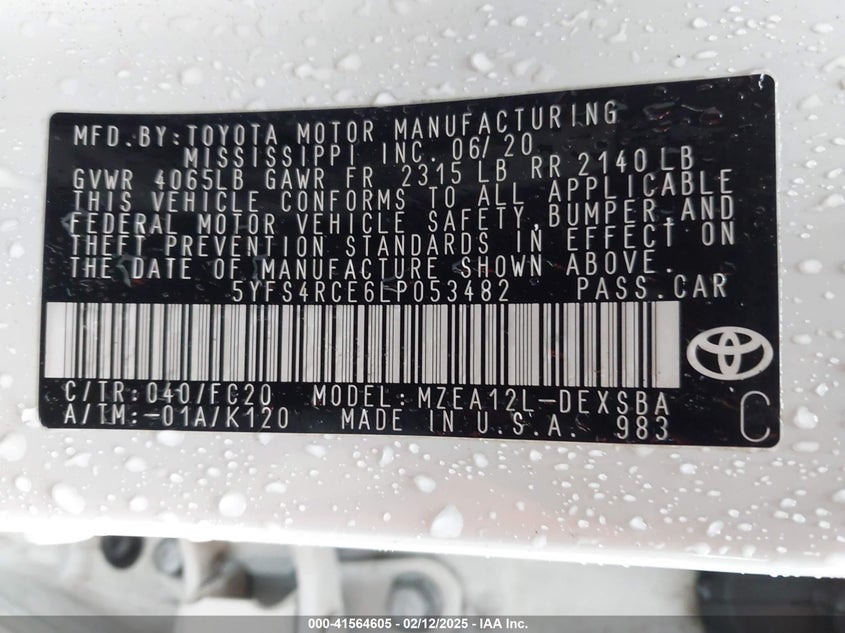 MFD.BY:TOYOTA MOTOR MANUFACTURING
MISSISSIPPI INC. 06/20
GVWR 4065LB GAWR FR 2315 LB RR 2140 LB
THIS VEHICLE CONFORMS TO ALL APPLICABLE
FEDERAL MOTOR VEHICLE SAFETY,BUMPER,AND
THEFT PREVENTION STANDARDS IN EFFECT ON
THE DATE OF MANUFACTURE SHOWN ABOVE.
5YFS4RCE6LP053482 PASS.CAR
C/TR:040/FC20 MODEL:MZEA12L-DEXSBA
A/TM:-01A/K120 MADE IN U.S.A. 983
C
000-41564605 - 02/12/2025 - IAA Inc.